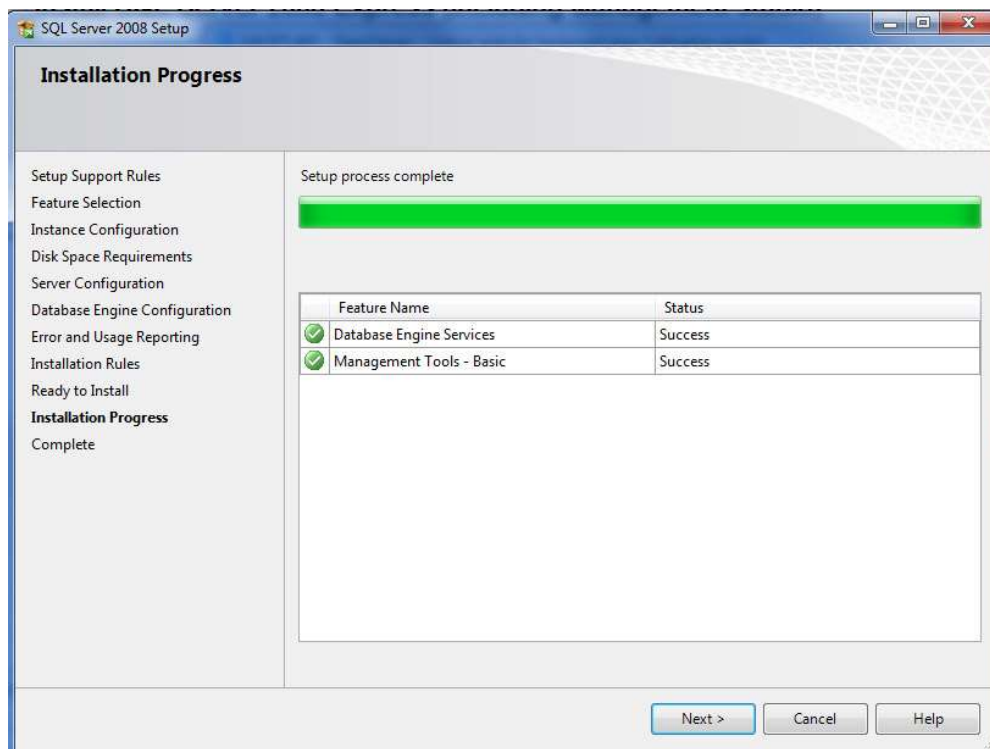 SQL Server 2008 Setup
Installation Progress
Setup Support Rules
Feature Selection
Instance Configuration
Disk Space Requirements
Server Configuration
Database Engine Configuration
Error and Usage Reporting
Installation Rules
Ready to Install
Installation Progress
Complete
Setup process complete
Feature Name Status
Database Engine Services Success
Management Tools - Basic Success
Next > Cancel Help